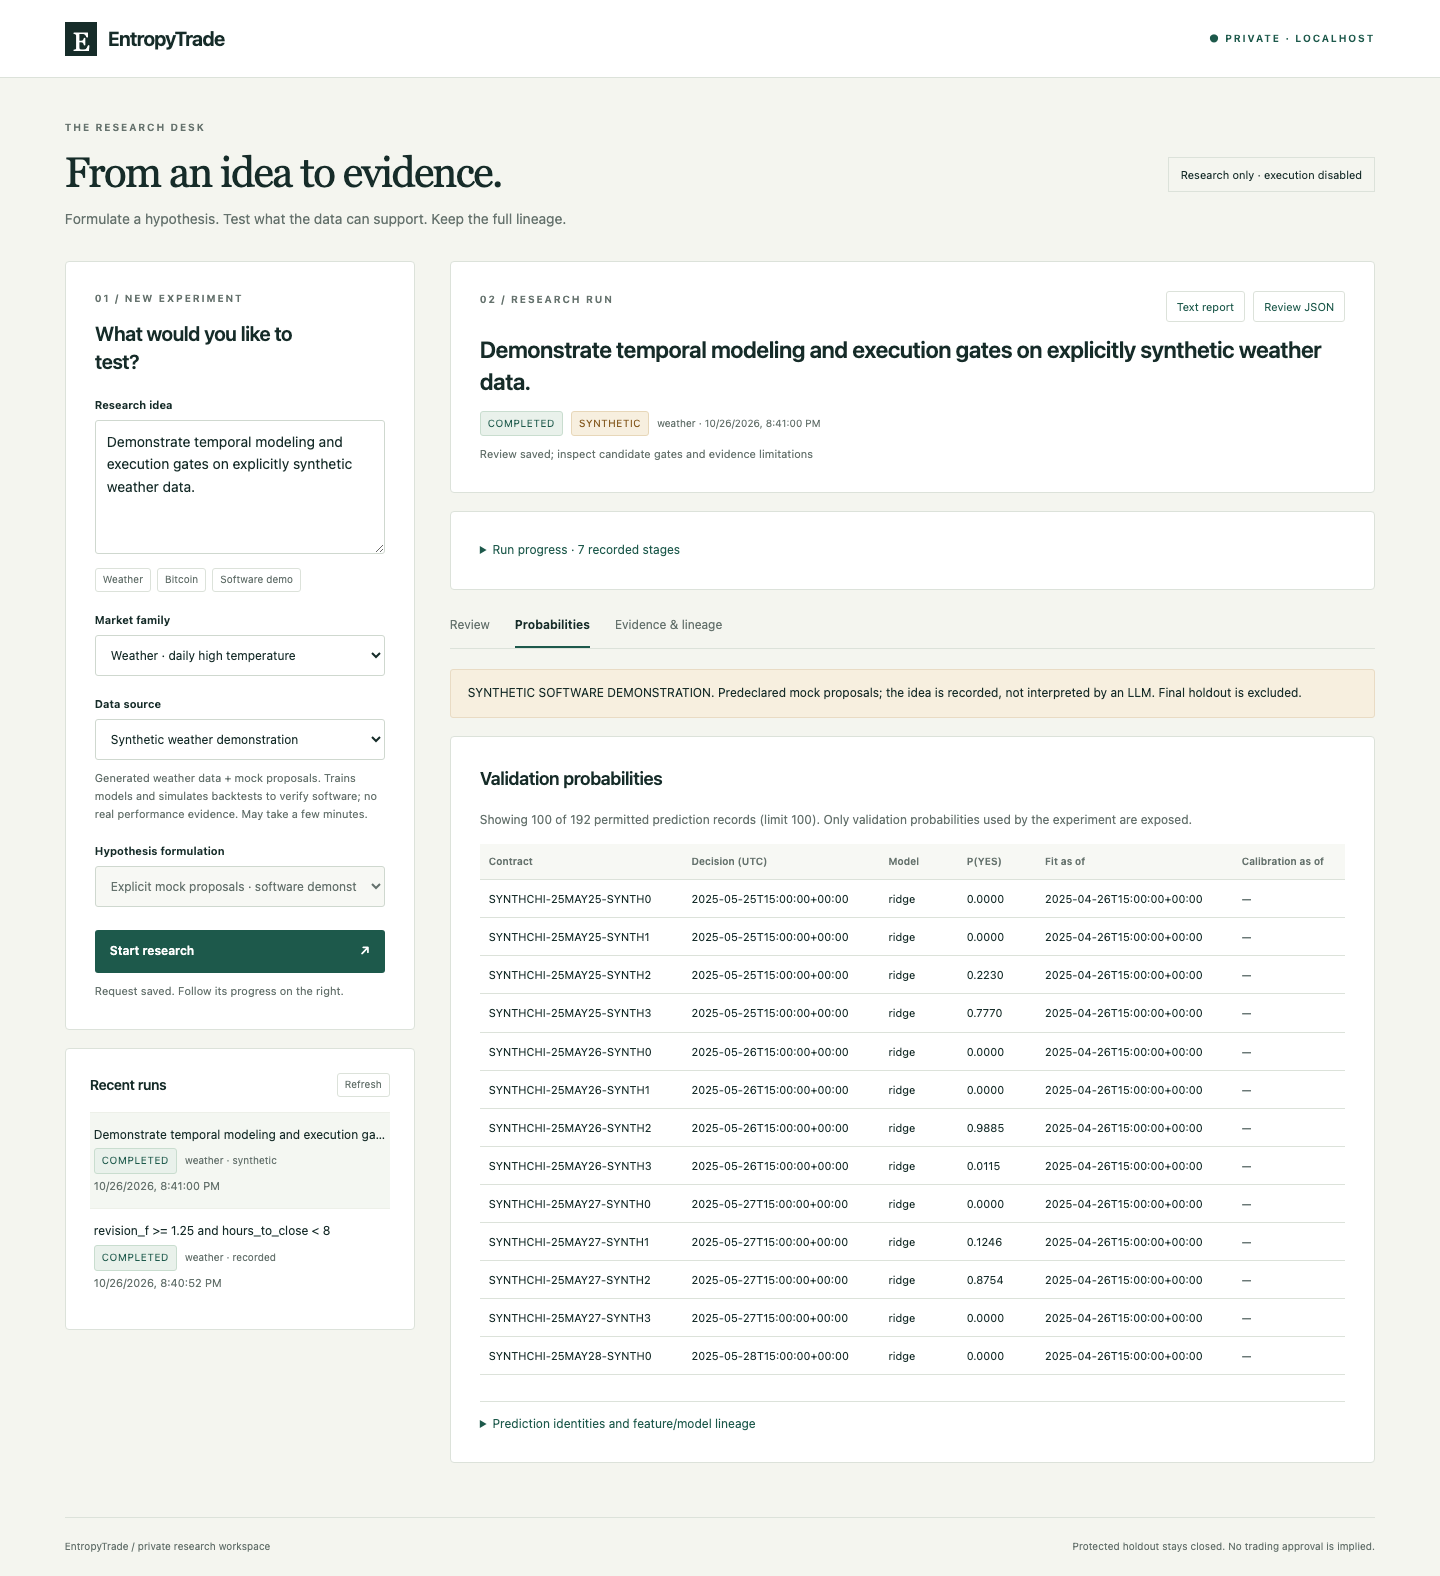 E EntropyTrade
PRIVATE · LOCALHOST
THE RESEARCH DESK
From an idea to evidence.
Research only · execution disabled
Formulate a hypothesis. Test what the data can support. Keep the full lineage.
01 / NEW EXPERIMENT
What would you like to
test?
Research idea
Demonstrate temporal modeling and
execution gates on explicitly synthetic
weather data.
Weather Bitcoin Software demo
Market family
Weather · daily high temperature
Data source
Synthetic weather demonstration
Generated weather data + mock proposals. Trains
models and simulates backtests to verify software; no
real performance evidence. May take a few minutes.
Hypothesis formulation
Explicit mock proposals · software demonst
Start research ↗
Request saved. Follow its progress on the right.
Recent runs Refresh
Demonstrate temporal modeling and execution ga...
COMPLETED weather · synthetic
10/26/2026, 8:41:00 PM
revision_f >= 1.25 and hours_to_close < 8
COMPLETED weather · recorded
10/26/2026, 8:40:52 PM
02 / RESEARCH RUN
Text report Review JSON
Demonstrate temporal modeling and execution gates on explicitly synthetic weather
data.
COMPLETED SYNTHETIC weather · 10/26/2026, 8:41:00 PM
Review saved; inspect candidate gates and evidence limitations
Run progress · 7 recorded stages
Review Probabilities Evidence & lineage
SYNTHETIC SOFTWARE DEMONSTRATION. Predeclared mock proposals; the idea is recorded, not interpreted by an LLM. Final holdout is excluded.
Validation probabilities
Showing 100 of 192 permitted prediction records (limit 100). Only validation probabilities used by the experiment are exposed.
Contract Decision (UTC) Model P(YES) Fit as of Calibration as of
SYNTHCHI-25MAY25-SYNTH0 2025-05-25T15:00:00+00:00 ridge 0.0000 2025-04-26T15:00:00+00:00 —
SYNTHCHI-25MAY25-SYNTH1 2025-05-25T15:00:00+00:00 ridge 0.0000 2025-04-26T15:00:00+00:00 —
SYNTHCHI-25MAY25-SYNTH2 2025-05-25T15:00:00+00:00 ridge 0.2230 2025-04-26T15:00:00+00:00 —
SYNTHCHI-25MAY25-SYNTH3 2025-05-25T15:00:00+00:00 ridge 0.7770 2025-04-26T15:00:00+00:00 —
SYNTHCHI-25MAY26-SYNTH0 2025-05-26T15:00:00+00:00 ridge 0.0000 2025-04-26T15:00:00+00:00 —
SYNTHCHI-25MAY26-SYNTH1 2025-05-26T15:00:00+00:00 ridge 0.0000 2025-04-26T15:00:00+00:00 —
SYNTHCHI-25MAY26-SYNTH2 2025-05-26T15:00:00+00:00 ridge 0.9885 2025-04-26T15:00:00+00:00 —
SYNTHCHI-25MAY26-SYNTH3 2025-05-26T15:00:00+00:00 ridge 0.0115 2025-04-26T15:00:00+00:00 —
SYNTHCHI-25MAY27-SYNTH0 2025-05-27T15:00:00+00:00 ridge 0.0000 2025-04-26T15:00:00+00:00 —
SYNTHCHI-25MAY27-SYNTH1 2025-05-27T15:00:00+00:00 ridge 0.1246 2025-04-26T15:00:00+00:00 —
SYNTHCHI-25MAY27-SYNTH2 2025-05-27T15:00:00+00:00 ridge 0.8754 2025-04-26T15:00:00+00:00 —
SYNTHCHI-25MAY27-SYNTH3 2025-05-27T15:00:00+00:00 ridge 0.0000 2025-04-26T15:00:00+00:00 —
SYNTHCHI-25MAY28-SYNTH0 2025-05-28T15:00:00+00:00 ridge 0.0000 2025-04-26T15:00:00+00:00 —
Prediction identities and feature/model lineage
EntropyTrade / private research workspace
Protected holdout stays closed. No trading approval is implied.